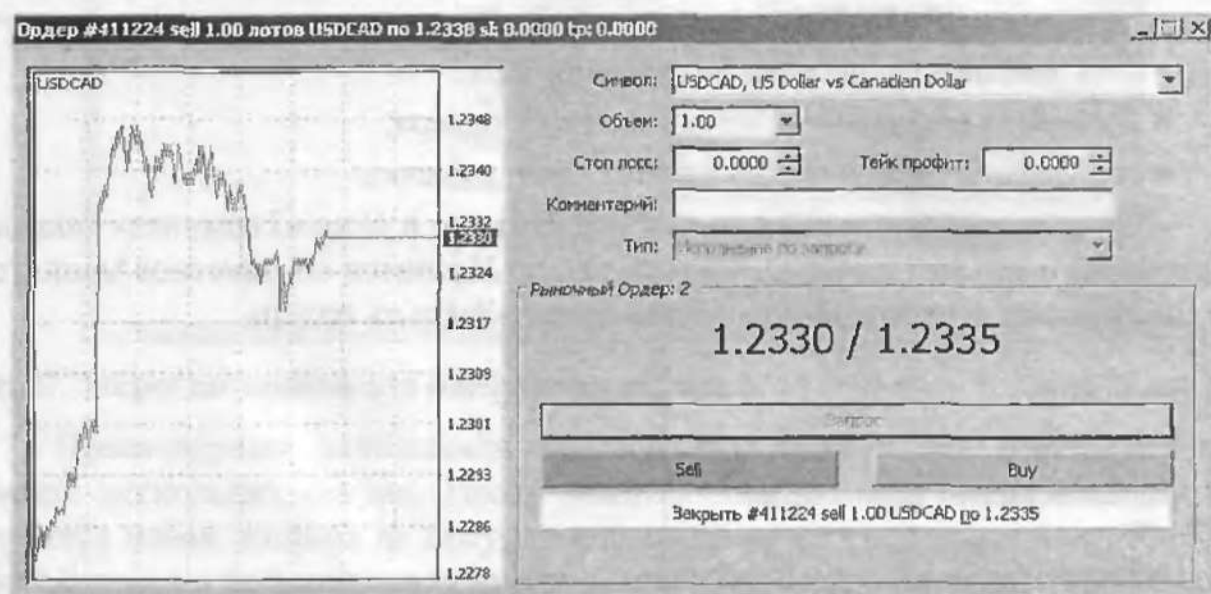 Ордер #411224 sell 1.00 лотов USDCAD по 1.2338 sl: 0.0000 tp: 0.0000
USDCAD
1.2348
1.2340
1.2332
1.2330
1.2324
1.2317
1.2309
1.2301
1.2293
1.2286
1.2278
Символ: USDCAD, US Dollar vs Canadian Dollar
Объем: 1.00
Стоп лосс: 0.0000 Тейк профит: 0.0000
Комментарий:
Тип: Исполнение по запросу
Рыночный Ордер: 2
1.2330 / 1.2335
Запрос
Sell Buy
Закрыть #411224 sell 1.00 USDCAD по 1.2335